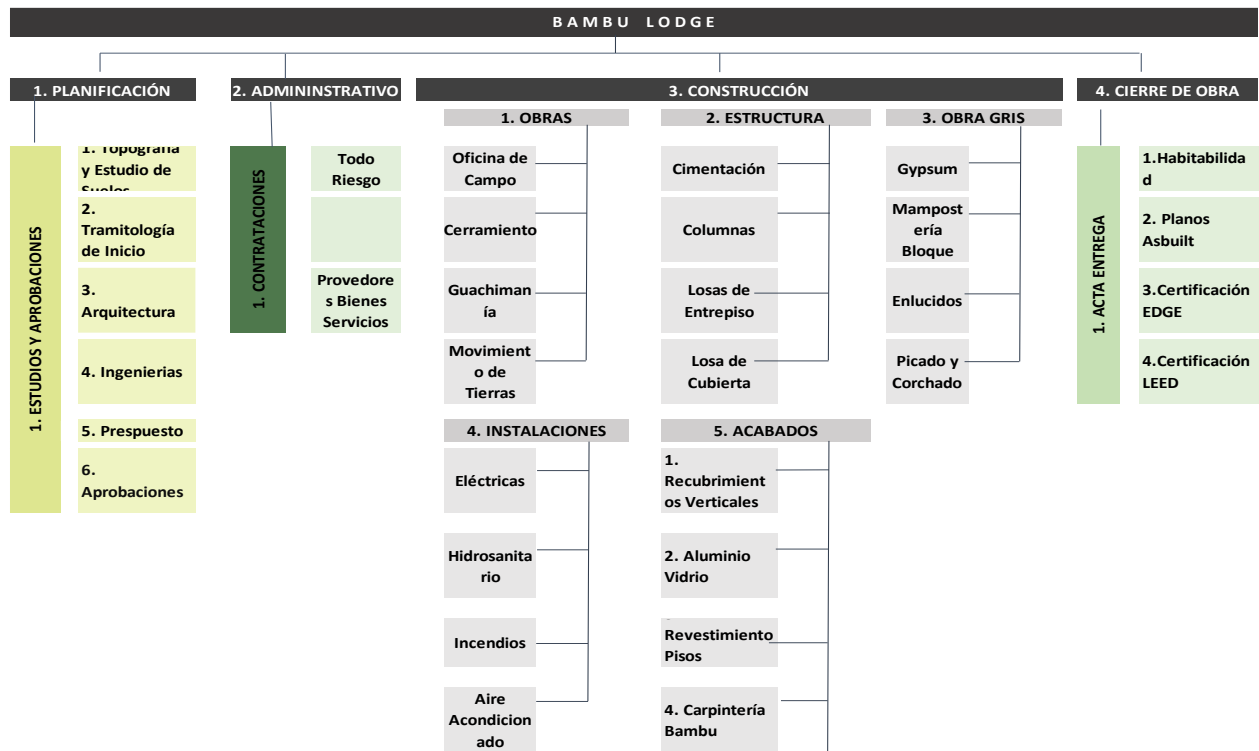 BAMBU LODGE
1. PLANIFICACIÓN
1. ESTUDIOS Y APROBACIONES
1. Topografía
y Estudio de
Suelos
2.
Tramitología
de Inicio
3.
Arquitectura
4. Ingenierias
5. Prespuesto
6.
Aprobaciones
2. ADMININSTRATIVO
1. CONTRATACIONES
Todo
Riesgo
Provedore
s Bienes
Servicios
3. CONSTRUCCIÓN
1. OBRAS
Oficina de
Campo
Cerramiento
Guachiman
ía
Movimient
o de
Tierras
2. ESTRUCTURA
Cimentación
Columnas
Losas de
Entrepiso
Losa de
Cubierta
3. OBRA GRIS
Gypsum
Mampost
ería
Bloque
Enlucidos
Picado y
Corchado
4. INSTALACIONES
Eléctricas
Hidrosanita
rio
Incendios
Aire
Acondicion
ado
5. ACABADOS
1.
Recubrimient
os Verticales
2. Aluminio
Vidrio
Revestimiento
Pisos
4. Carpintería
Bambu
4. CIERRE DE OBRA
1. ACTA ENTREGA
1.Habitabilida
d
2. Planos
Asbuilt
3.Certificación
EDGE
4.Certificación
LEED